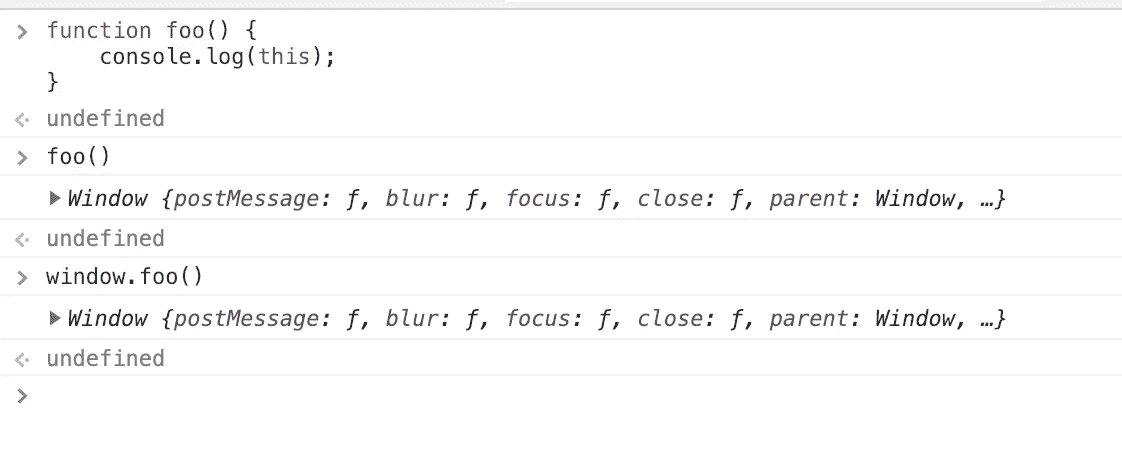 > function foo() {
    console.log(this);
}
<· undefined
> foo()
▶Window {postMessage: ƒ, blur: ƒ, focus: ƒ, close: ƒ, parent: Window, …}
<· undefined
> window.foo()
▶Window {postMessage: ƒ, blur: ƒ, focus: ƒ, close: ƒ, parent: Window, …}
<· undefined
>